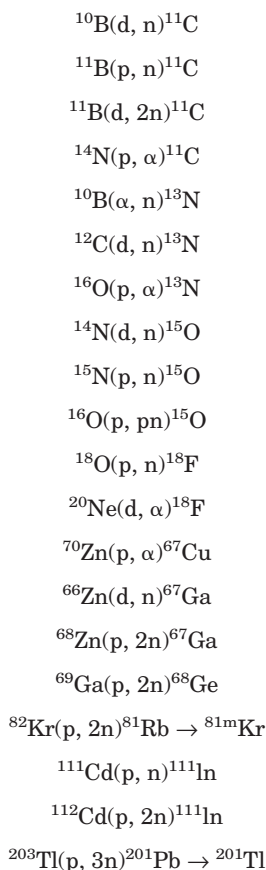 ¹⁰B(d, n)¹¹C
¹¹B(p, n)¹¹C
¹¹B(d, 2n)¹¹C
¹⁴N(p, α)¹¹C
¹⁰B(α, n)¹³N
¹²C(d, n)¹³N
¹⁶O(p, α)¹³N
¹⁴N(d, n)¹⁵O
¹⁵N(p, n)¹⁵O
¹⁶O(p, pn)¹⁵O
¹⁸O(p, n)¹⁸F
²⁰Ne(d, α)¹⁸F
⁷⁰Zn(p, α)⁶⁷Cu
⁶⁶Zn(d, n)⁶⁷Ga
⁶⁸Zn(p, 2n)⁶⁷Ga
⁶⁹Ga(p, 2n)⁶⁸Ge
⁸²Kr(p, 2n)⁸¹Rb → ⁸¹ᵐKr
¹¹¹Cd(p, n)¹¹¹ln
¹¹²Cd(p, 2n)¹¹¹ln
²⁰³Tl(p, 3n)²⁰¹Pb → ²⁰¹Tl